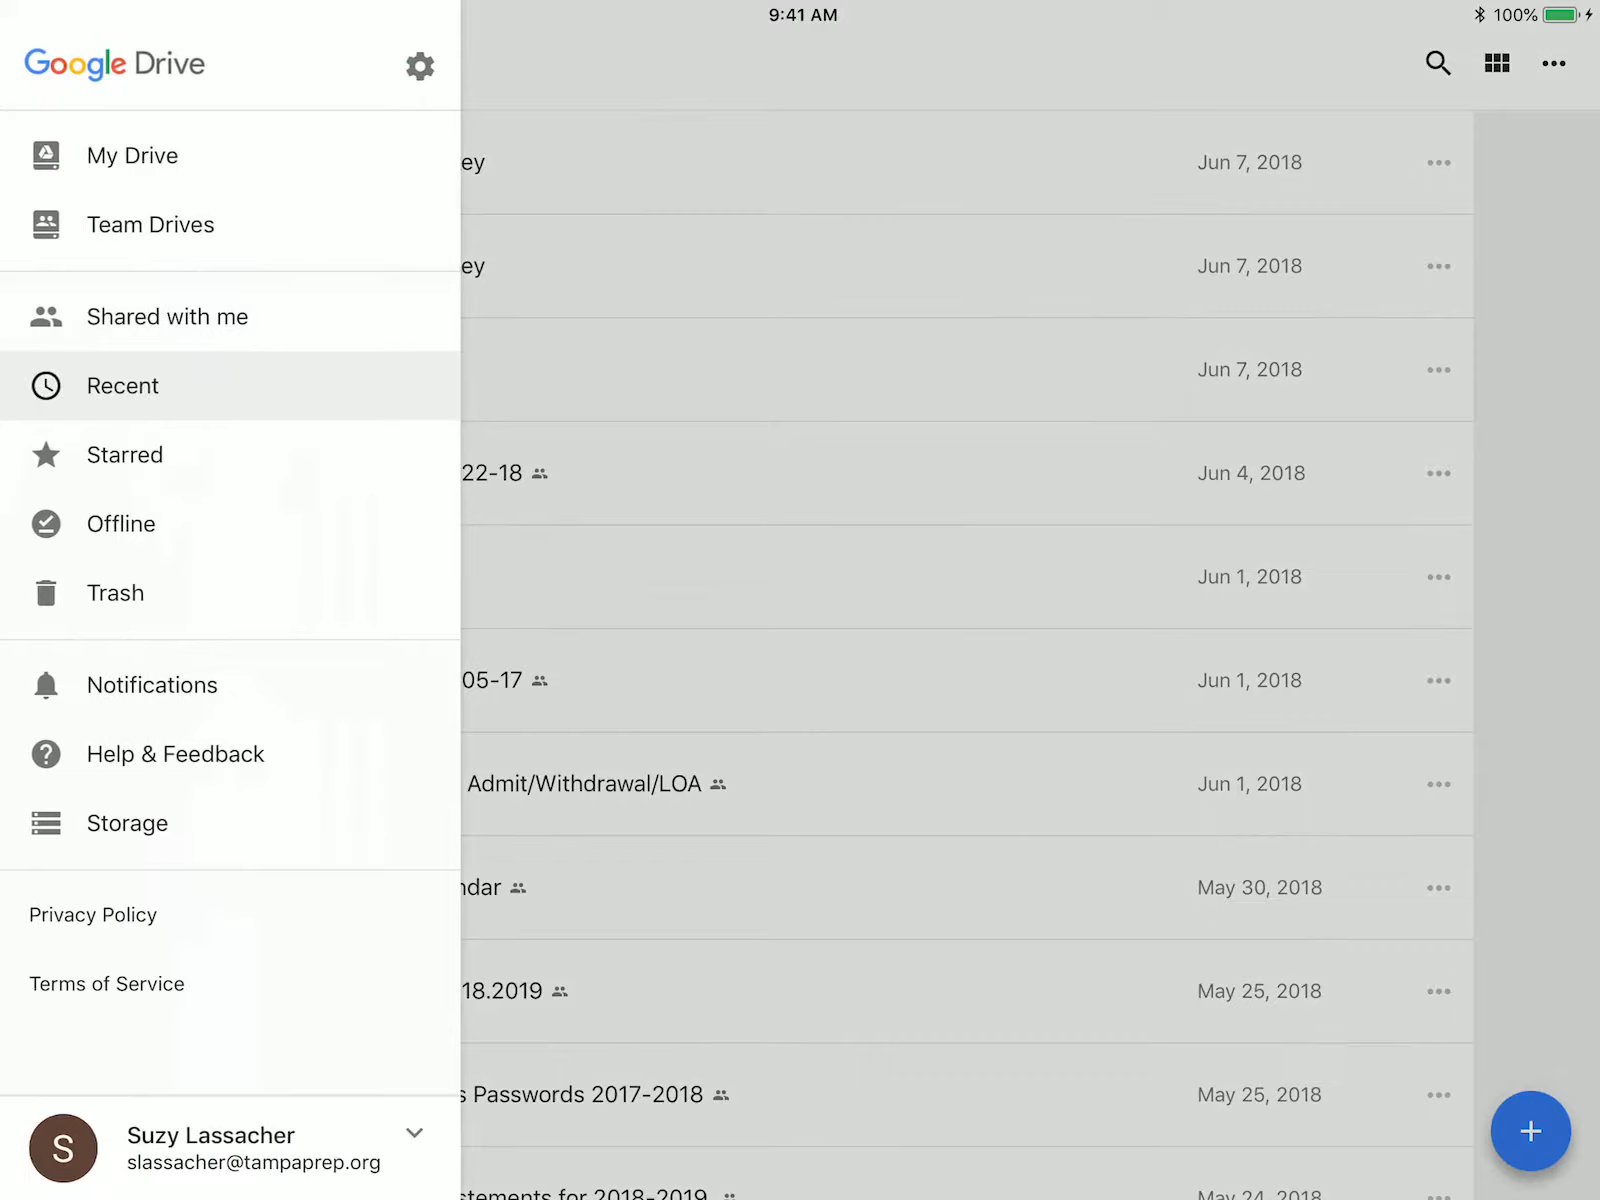 9:41 AM
100%
Google Drive
My Drive
Team Drives
Shared with me
Recent
Starred
Offline
Trash
Notifications
Help & Feedback
Storage
Privacy Policy
Terms of Service
S
Suzy Lassacher
slassacher@tampaprep.org
ey Jun 7, 2018
ey Jun 7, 2018
Jun 7, 2018
22-18 Jun 4, 2018
Jun 1, 2018
05-17 Jun 1, 2018
Admit/Withdrawal/LOA Jun 1, 2018
ndar May 30, 2018
18.2019 May 25, 2018
s Passwords 2017-2018 May 25, 2018
stements for 2018-2019 May 24, 2018